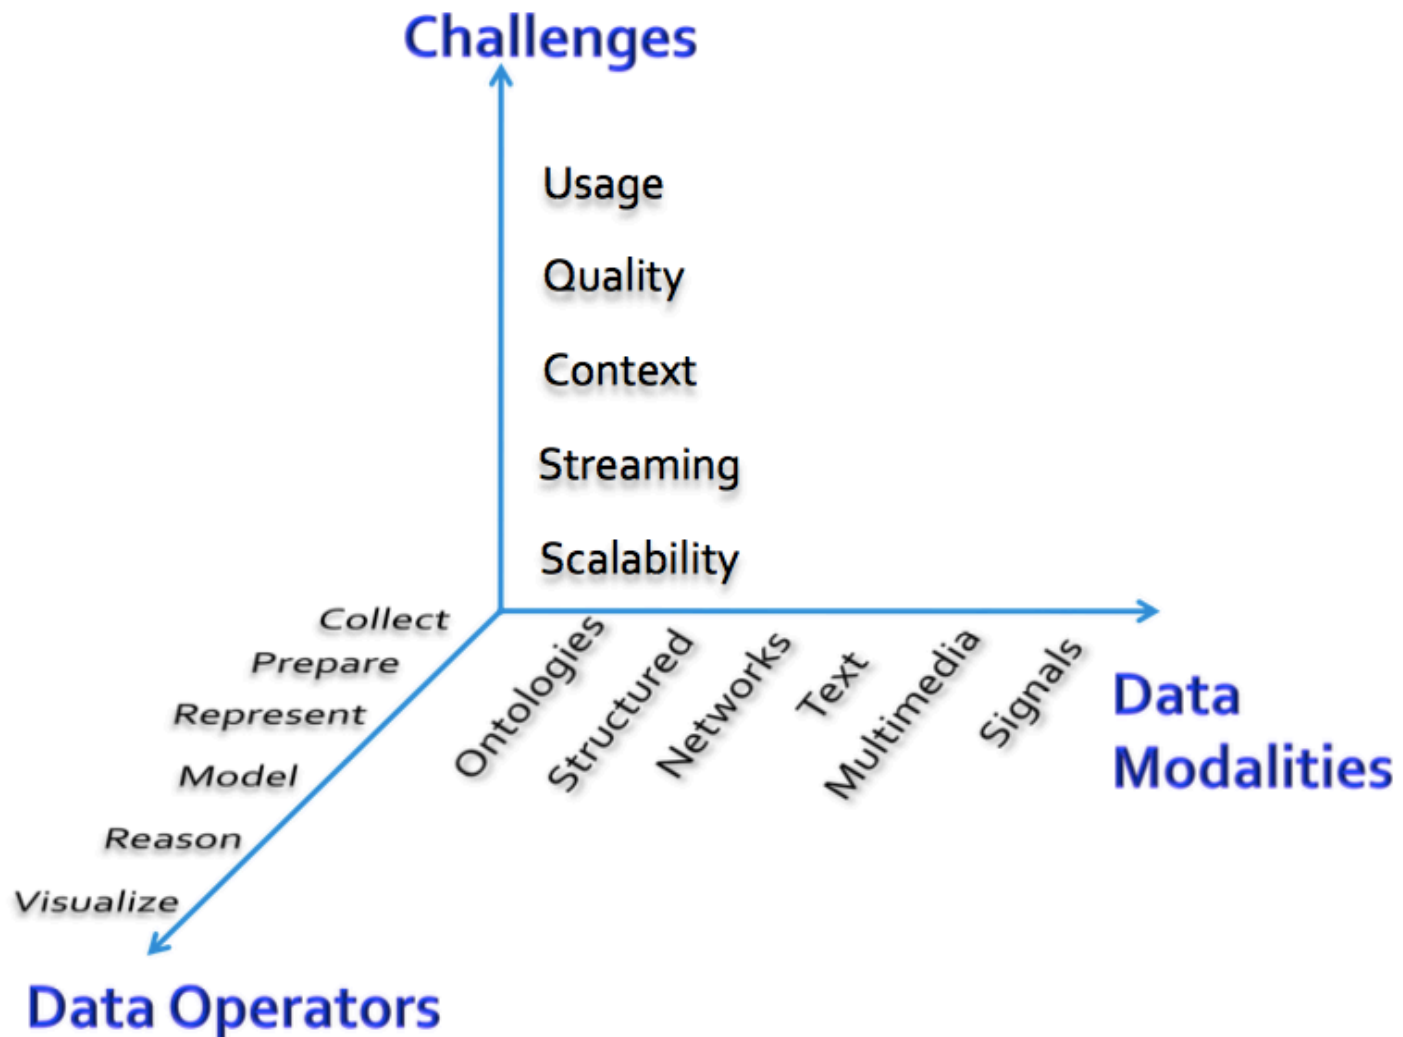 Challenges
Usage
Quality
Context
Streaming
Scalability
Collect
Prepare
Represent
Model
Reason
Visualize
Data Operators
Ontologies
Structured
Networks
Text
Multimedia
Signals
Data
Modalities